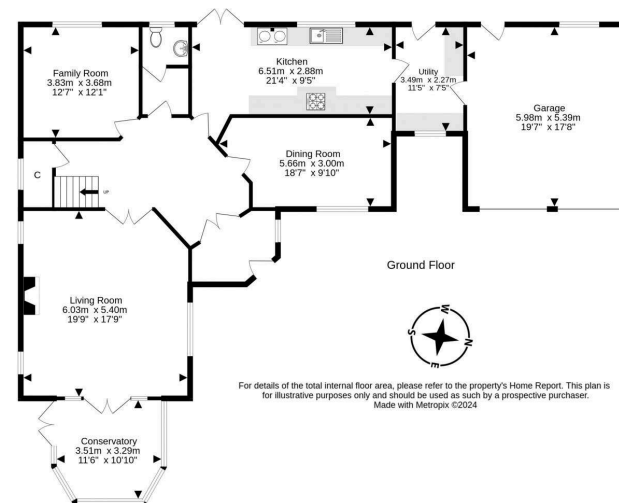 Family Room
3.83m x 3.68m
12'7" x 12'1"
Kitchen
6.51m x 2.88m
21'4" x 9'5"
Utility
3.49m x 2.27m
11'5" x 7'5"
Garage
5.98m x 5.39m
19'7" x 17'8"
Dining Room
5.66m x 3.00m
18'7" x 9'10"
C
UP
Living Room
6.03m x 5.40m
19'9" x 17'9"
Ground Floor
W
S
N
E
Conservatory
3.51m x 3.29m
11'6" x 10'10"
For details of the total internal floor area, please refer to the property's Home Report. This plan is
for illustrative purposes only and should be used as such by a prospective purchaser.
Made with Metropix ©2024